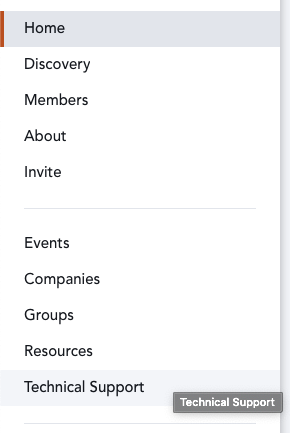 Home
Discovery
Members
About
Invite
Events
Companies
Groups
Resources
Technical Support
Technical Support